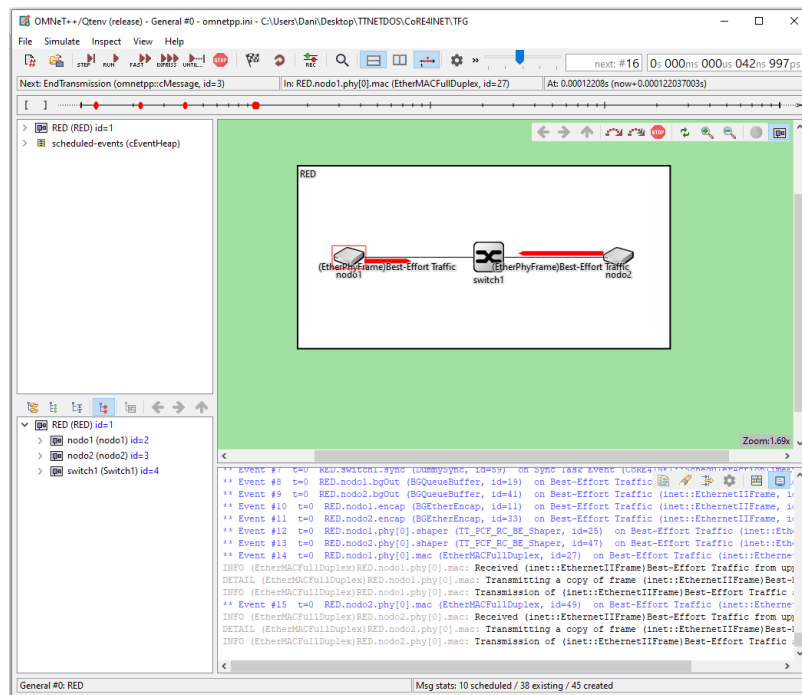 OMNeT++/Qtenv (release) - General #0 - omnetpp.ini - C:\Users\Dani\Desktop\TTNETDOS\CoRE4INET\TFG
File Simulate Inspect View Help
STEP RUN FAST EXPRESS UNTIL... STOP REC » next: #16 0s 000ms 000us 042ns 997ps
Next: EndTransmission (omnetpp::cMessage, id=3) In: RED.nodo1.phy[0].mac (EtherMACFullDuplex, id=27) At: 0.00012208s (now+0.000122037003s)
[ ]
RED (RED) id=1
scheduled-events (cEventHeap)
STOP
RED
(EtherPhyFrame)Best-Effort Traffic (EtherPhyFrame)Best-Effort Traffic
nodo1 nodo2
switch1
Zoom:1.69x
RED (RED) id=1
nodo1 (nodo1) id=2
nodo2 (nodo2) id=3
switch1 (Switch1) id=4
** Event #7 t=0 RED.switch1.sync (DummySync, id=59) on Sync Task Event
** Event #8 t=0 RED.nodo1.bgOut (BGQueueBuffer, id=19) on Best-Effort Traffic
** Event #9 t=0 RED.nodo2.bgOut (BGQueueBuffer, id=41) on Best-Effort Traffic (inet::EthernetIIFrame,
** Event #10 t=0 RED.nodo1.encap (BGEtherEncap, id=11) on Best-Effort Traffic (inet::EthernetIIFrame,
** Event #11 t=0 RED.nodo2.encap (BGEtherEncap, id=33) on Best-Effort Traffic (inet::EthernetIIFrame,
** Event #12 t=0 RED.nodo1.phy[0].shaper (TT_PCF_RC_BE_Shaper, id=25) on Best-Effort Traffic
** Event #13 t=0 RED.nodo2.phy[0].shaper (TT_PCF_RC_BE_Shaper, id=47) on Best-Effort Traffic
** Event #14 t=0 RED.nodo1.phy[0].mac (EtherMACFullDuplex, id=27) on Best-Effort Traffic
INFO (EtherMACFullDuplex)RED.nodo1.phy[0].mac: Received (inet::EthernetIIFrame)Best-Effort Traffic from
DETAIL (EtherMACFullDuplex)RED.nodo1.phy[0].mac: Transmitting a copy of frame (inet::EthernetIIFrame)
INFO (EtherMACFullDuplex)RED.nodo1.phy[0].mac: Transmission of (inet::EthernetIIFrame)Best-Effort Traffic
** Event #15 t=0 RED.nodo2.phy[0].mac (EtherMACFullDuplex, id=49) on Best-Effort Traffic
INFO (EtherMACFullDuplex)RED.nodo2.phy[0].mac: Received (inet::EthernetIIFrame)Best-Effort Traffic from
DETAIL (EtherMACFullDuplex)RED.nodo2.phy[0].mac: Transmitting a copy of frame (inet::EthernetIIFrame)
INFO (EtherMACFullDuplex)RED.nodo2.phy[0].mac: Transmission of (inet::EthernetIIFrame)Best-Effort Traffic
General #0: RED Msg stats: 10 scheduled / 38 existing / 45 created